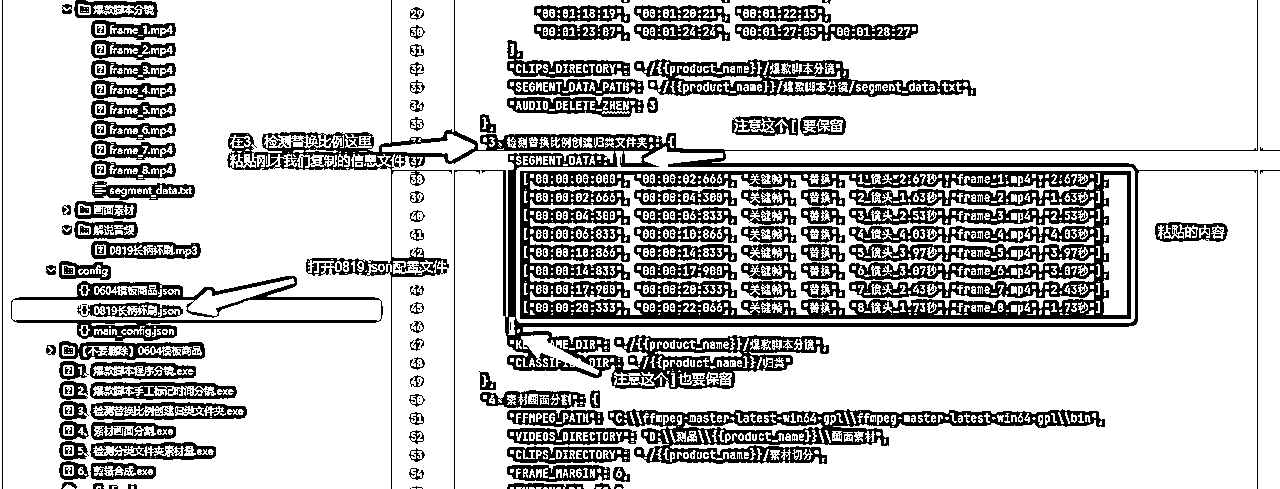 爆款脚本分镜
frame_1.mp4
frame_2.mp4
frame_3.mp4
frame_4.mp4
frame_5.mp4
frame_6.mp4
frame_7.mp4
frame_8.mp4
segment_data.txt
画面素材
解说音频
0819长柄环刷.mp3
config
0604模板商品.json
0819长柄环刷.json
main_config.json
(不要删除) 0604模板商品
1、爆款脚本程序分镜.exe
2、爆款脚本手工标记时间分镜.exe
3、检测替换比例创建归类文件夹.exe
4、素材画面分割.exe
5、检测分类文件夹素材量.exe
6、剪辑合成.exe
在3、检测替换比例这里
粘贴刚才我们复制的信息文件
打开0819.json配置文件
29 "00:01:18:19", "00:01:20:21", "00:01:22:15",
30 "00:01:23:07", "00:01:24:24", "00:01:27:05","00:01:28:27"
31 ],
32 "CLIPS_DIRECTORY": "./{{product_name}}/爆款脚本分镜",
33 "SEGMENT_DATA_PATH": "./{{product_name}}/爆款脚本分镜/segment_data.txt",
34 "AUDIO_DELETE_ZHEN": 3
35 },
注意这个 [ 要保留
"3、检测替换比例创建归类文件夹": {
37 "SEGMENT_DATA": [
38 ["00:00:00:000", "00:00:02:666", "关键帧", "替换", "1_镜头_2.67秒","frame_1.mp4","2.67秒"],
39 ["00:00:02:666", "00:00:04:300", "关键帧", "替换", "2_镜头_1.63秒","frame_2.mp4","1.63秒"],
40 ["00:00:04:300", "00:00:06:833", "关键帧", "替换", "3_镜头_2.53秒","frame_3.mp4","2.53秒"],
41 ["00:00:06:833", "00:00:10:866", "关键帧", "替换", "4_镜头_4.03秒","frame_4.mp4","4.03秒"],
42 ["00:00:10:866", "00:00:14:833", "关键帧", "替换", "5_镜头_3.97秒","frame_5.mp4","3.97秒"],
["00:00:14:833", "00:00:17:900", "关键帧", "替换", "6_镜头_3.07秒","frame_6.mp4","3.07秒"],
44 ["00:00:17:900", "00:00:20:333", "关键帧", "替换", "7_镜头_2.43秒","frame_7.mp4","2.43秒"],
45 ["00:00:20:333", "00:00:22:066", "关键帧", "替换", "8_镜头_1.73秒","frame_8.mp4","1.73秒"],
46 ],
粘贴的内容
47 "./{{product_name}}/爆款脚本分镜",
48 "./{{product_name}}/归类"
49 },
注意这个 ] 也要保留
50 "4、素材画面分割": {
51 "FFMPEG_PATH": "C:\\ffmpeg-master-latest-win64-gpl\\ffmpeg-master-latest-win64-gpl\\bin",
52 "VIDEOS_DIRECTORY": "D:\\测品\\{{product_name}}\\画面素材",
53 "CLIPS_DIRECTORY": "./{{product_name}}/素材切分",
54 "FRAME_MARGIN": 6,